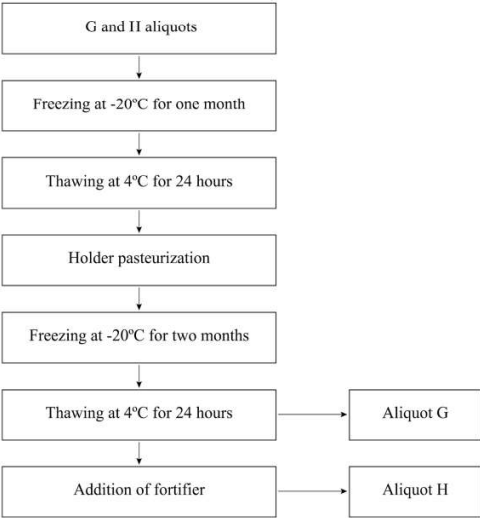 G and H aliquots
Freezing at -20ºC for one month
Thawing at 4ºC for 24 hours
Holder pasteurization
Freezing at -20ºC for two months
Thawing at 4ºC for 24 hours
Aliquot G
Addition of fortifier
Aliquot H